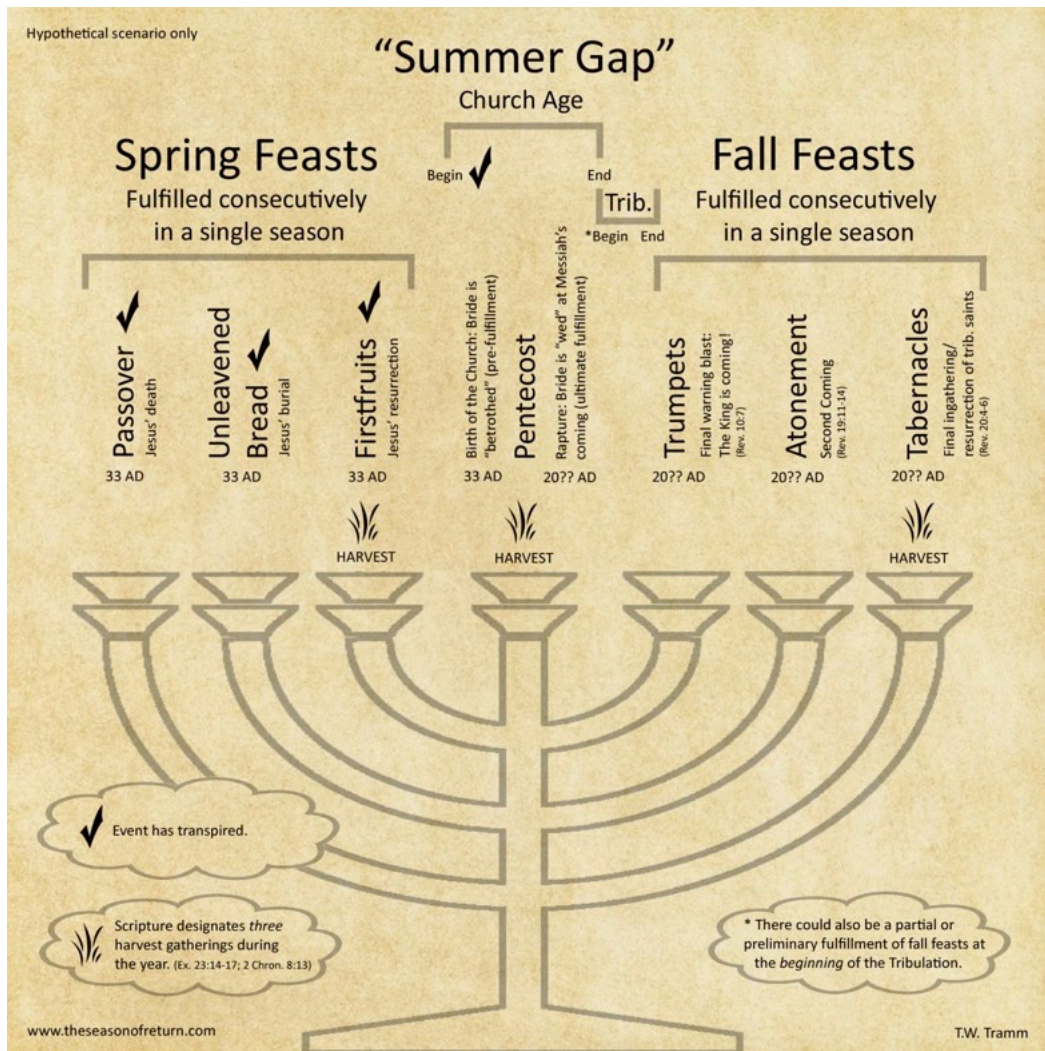 Hypothetical scenario only
“Summer Gap”
Church Age
Begin
End
Trib.
*Begin End
Spring Feasts
Fulfilled consecutively
in a single season
Fall Feasts
Fulfilled consecutively
in a single season
Passover
Jesus’ death
33 AD
Unleavened
Bread
Jesus’ burial
33 AD
Firstfruits
Jesus’ resurrection
33 AD
HARVEST
Birth of the Church: Bride is
“betrothed” (pre-fulfillment)
33 AD
Pentecost
Rapture: Bride is “wed” at Messiah’s
coming (ultimate fulfillment)
20?? AD
HARVEST
Trumpets
Final warning blast:
The King is coming!
(Rev. 10:7)
20?? AD
Atonement
Second Coming
(Rev. 19:11-14)
20?? AD
Tabernacles
Final ingathering/
resurrection of trib. saints
(Rev. 20:4-6)
20?? AD
HARVEST
Event has transpired.
Scripture designates three
harvest gatherings during
the year. (Ex. 23:14-17; 2 Chron. 8:13)
* There could also be a partial or
preliminary fulfillment of fall feasts at
the beginning of the Tribulation.
www.theseasonofreturn.com
T.W. Tramm